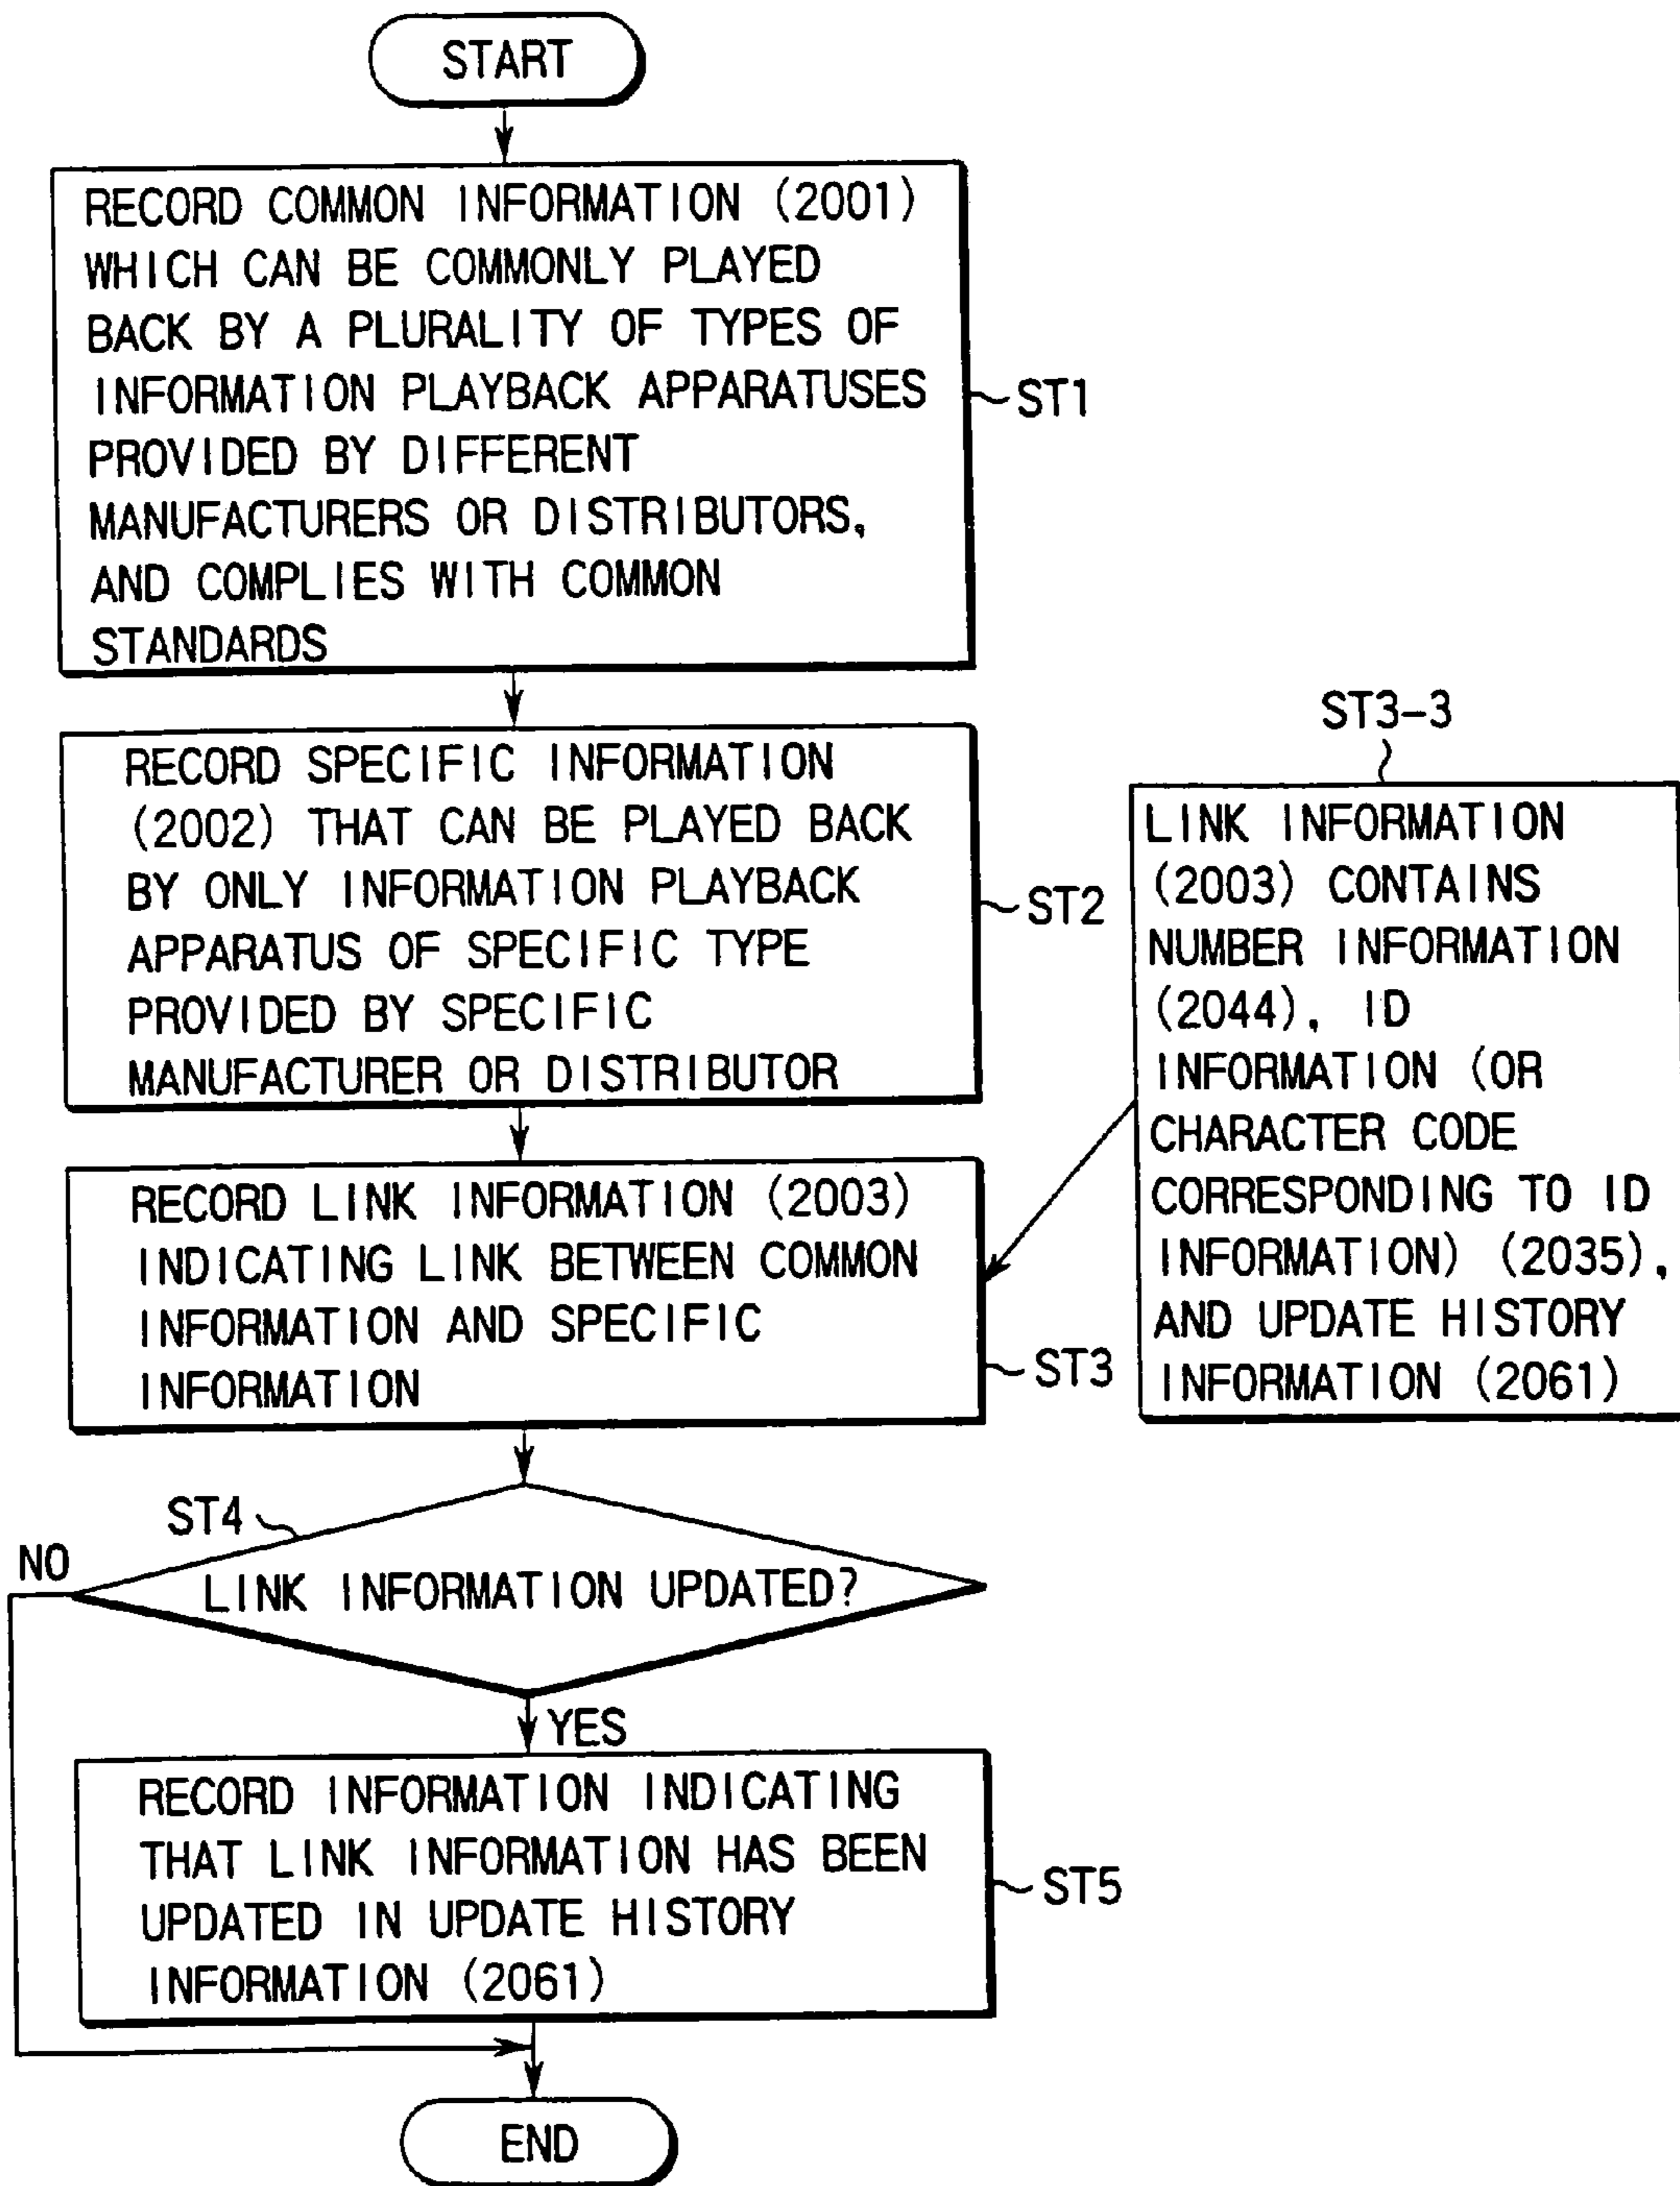 START
RECORD COMMON INFORMATION (2001)
WHICH CAN BE COMMONLY PLAYED
BACK BY A PLURALITY OF TYPES OF
INFORMATION PLAYBACK APPARATUSES
PROVIDED BY DIFFERENT
MANUFACTURERS OR DISTRIBUTORS,
AND COMPLIES WITH COMMON
STANDARDS
ST1
RECORD SPECIFIC INFORMATION
(2002) THAT CAN BE PLAYED BACK
BY ONLY INFORMATION PLAYBACK
APPARATUS OF SPECIFIC TYPE
PROVIDED BY SPECIFIC
MANUFACTURER OR DISTRIBUTOR
ST2
ST3-3
LINK INFORMATION
(2003) CONTAINS
NUMBER INFORMATION
(2044), ID
INFORMATION (OR
CHARACTER CODE
CORRESPONDING TO ID
INFORMATION) (2035),
AND UPDATE HISTORY
INFORMATION (2061)
RECORD LINK INFORMATION (2003)
INDICATING LINK BETWEEN COMMON
INFORMATION AND SPECIFIC
INFORMATION
ST3
ST4
NO
LINK INFORMATION UPDATED?
YES
RECORD INFORMATION INDICATING
THAT LINK INFORMATION HAS BEEN
UPDATED IN UPDATE HISTORY
INFORMATION (2061)
ST5
END